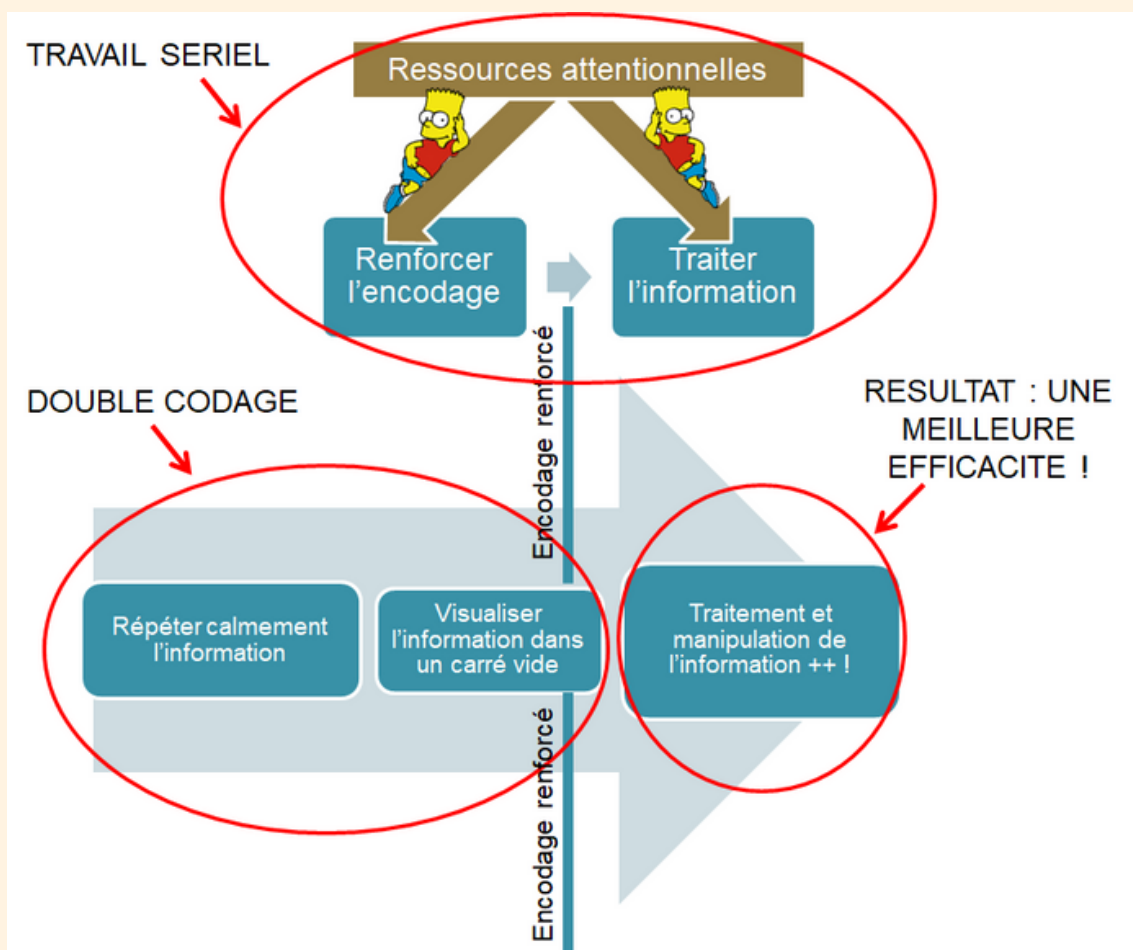 TRAVAIL SERIEL
Ressources attentionnelles
Renforcer
l'encodage
Traiter
l'information
Encodage renforcé
DOUBLE CODAGE
RESULTAT : UNE
MEILLEURE
EFFICACITE !
Répéter calmement
l'information
Visualiser
l'information dans
un carré vide
Traitement et
manipulation de
l'information ++ !
Encodage renforcé